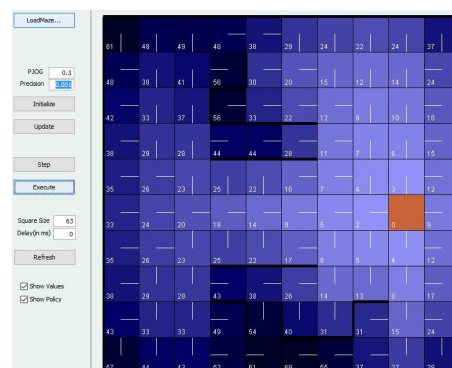 LoadMaze...
PJOG 0.3
Precision 0.001
Initialize
Update
Step
Execute
Square Size 63
Delay(in ms) 0
Refresh
Show Values
Show Policy
61 48 49 48 38 29 24 22 24 37
48 38 41 56 30 20 15 12 14 24
42 33 37 56 33 22 12 9 10 18
38 29 28 44 44 28 11 7 6 15
35 26 23 25 22 16 7 4 3 12
33 24 20 18 14 9 5 2 0 9
35 26 23 25 22 17 8 5 4 12
38 29 28 43 38 26 14 13 8 17
43 33 33 49 54 40 31 31 15 24